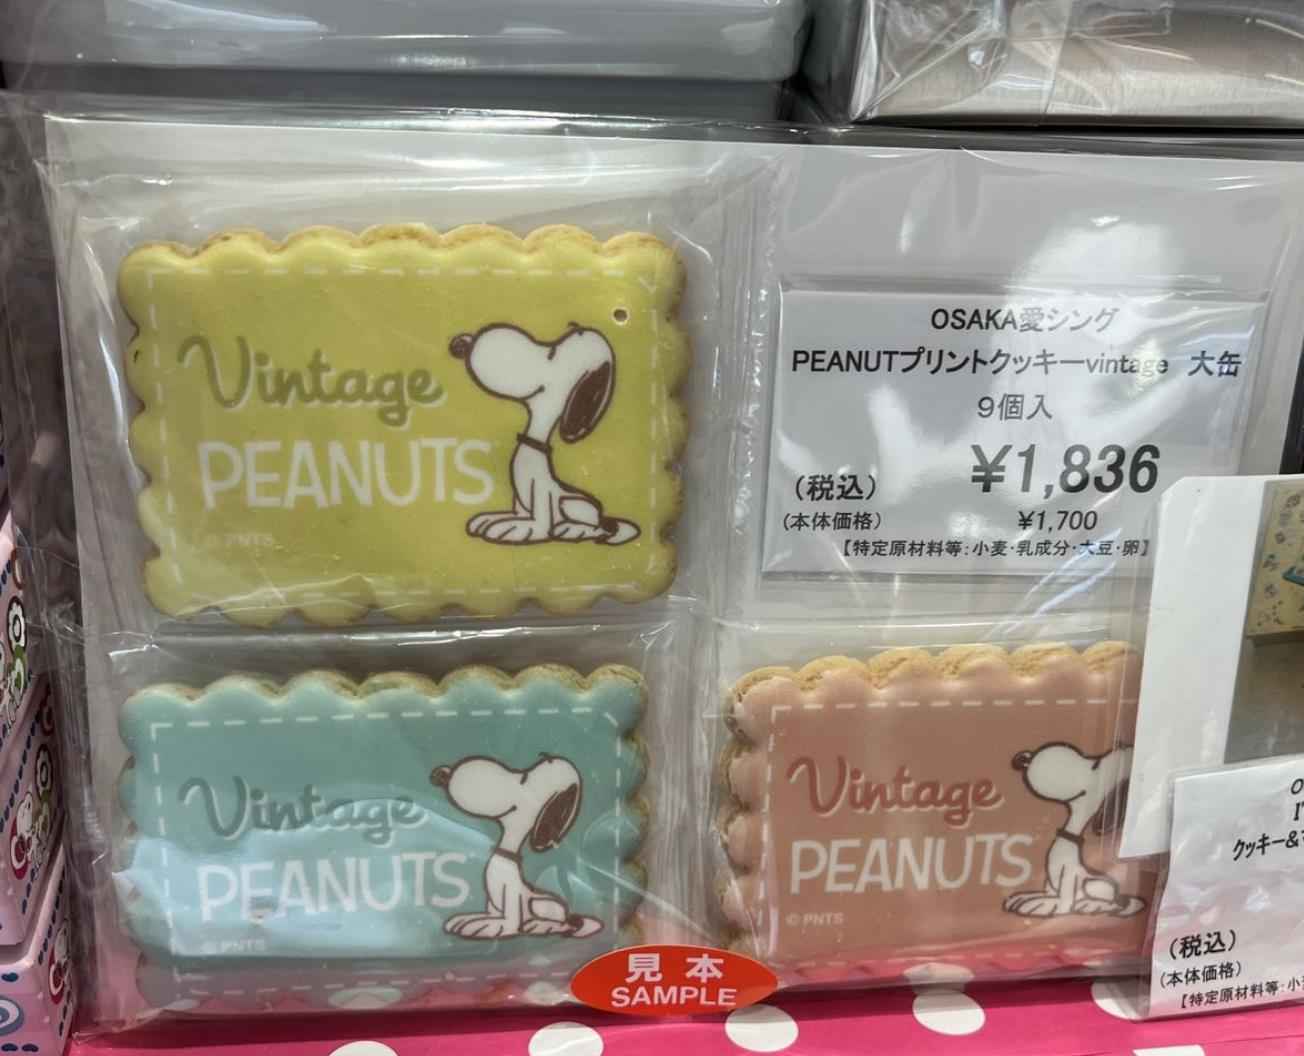 Vintage
PEANUTS
© PNTS
OSAKA愛シング
PEANUTプリントクッキーvintage 大缶
9個入
(税込) ¥1,836
(本体価格) ¥1,700
【特定原材料等:小麦・乳成分・大豆・卵】
Vintage
PEANUTS
© PNTS
Vintage
PEANUTS
© PNTS
見本
SAMPLE
クッキー&
(税込)
(本体価格)
【特定原材料等:小